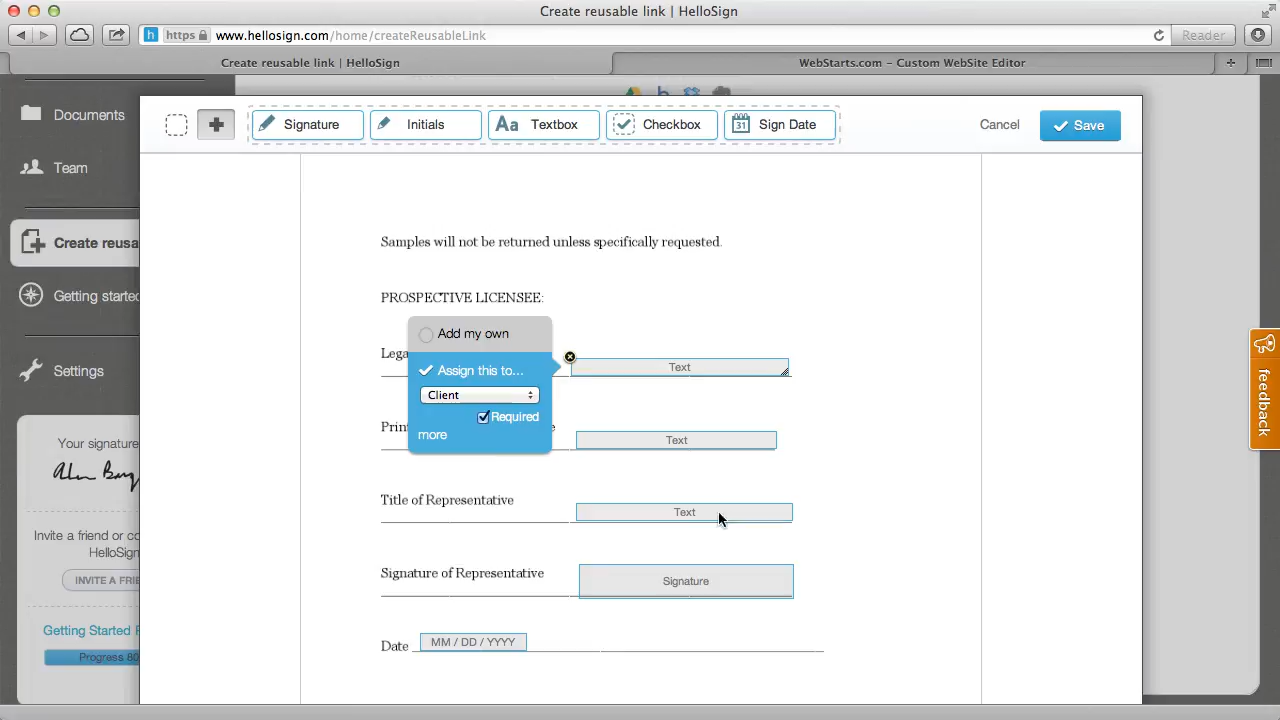 Create reusable link | HelloSign
https www.hellosign.com/home/createReusableLink Reader
Create reusable link | HelloSign WebStarts.com – Custom WebSite Editor
Documents
Team
Create reusa
Getting started
Settings
Signature Initials Aa Textbox Checkbox 31 Sign Date Cancel Save
Samples will not be returned unless specifically requested.
PROSPECTIVE LICENSEE:
Add my own
Lega
Text
Assign this to...
Client
Required
more
Print
Text
Title of Representative Text
Signature of Representative Signature
Date MM / DD / YYYY
Your signature
Invite a friend or co
HelloSign
INVITE A FRIE
Getting Started P
Progress 80
feedback